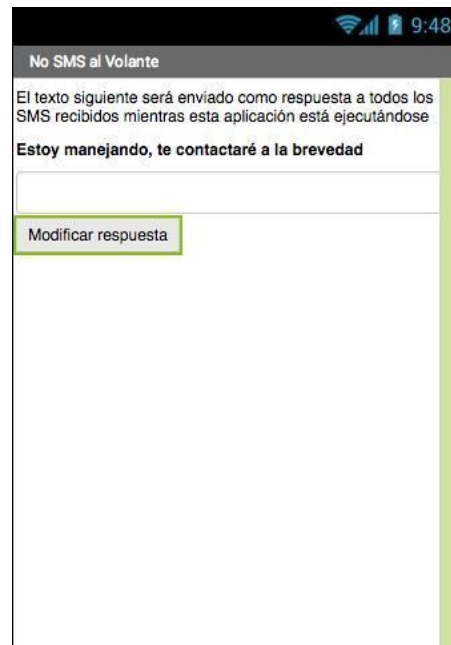 9:48
No SMS al Volante
El texto siguiente será enviado como respuesta a todos los
SMS recibidos mientras esta aplicación está ejecutándose
Estoy manejando, te contactaré a la brevedad
Modificar respuesta